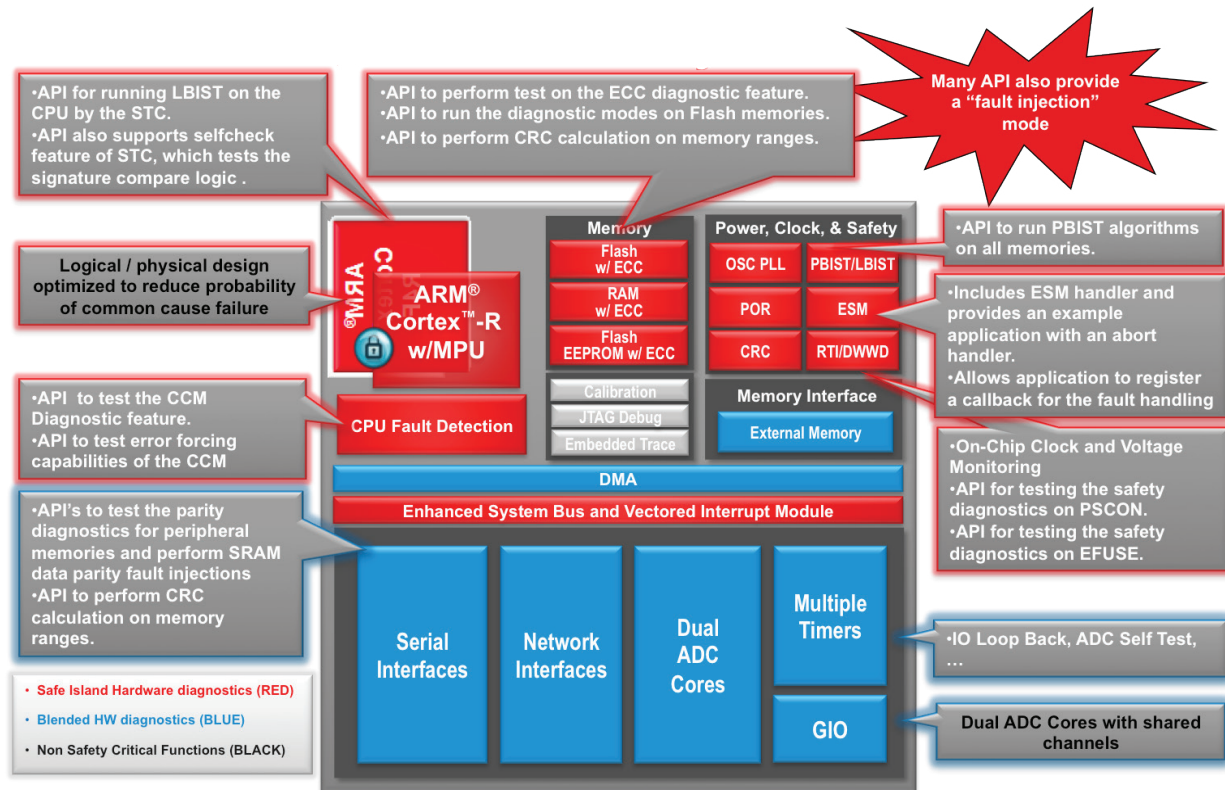 Many API also provide
a “fault injection”
mode
•API for running LBIST on the
CPU by the STC.
•API also supports selfcheck
feature of STC, which tests the
signature compare logic .
•API to perform test on the ECC diagnostic feature.
•API to run the diagnostic modes on Flash memories.
•API to perform CRC calculation on memory ranges.
Logical / physical design
optimized to reduce probability
of common cause failure
ARM®
ARM®
Cortex™-R
w/MPU
Memory
Flash
w/ ECC
RAM
w/ ECC
Flash
EEPROM w/ ECC
Power, Clock, & Safety
OSC PLL
PBIST/LBIST
POR
ESM
CRC
RTI/DWWD
•API to run PBIST algorithms
on all memories.
•Includes ESM handler and
provides an example
application with an abort
handler.
•Allows application to register
a callback for the fault handling
•API to test the CCM
Diagnostic feature.
•API to test error forcing
capabilities of the CCM
CPU Fault Detection
Calibration
JTAG Debug
Embedded Trace
Memory Interface
External Memory
•On-Chip Clock and Voltage
Monitoring
•API for testing the safety
diagnostics on PSCON.
•API for testing the safety
diagnostics on EFUSE.
DMA
Enhanced System Bus and Vectored Interrupt Module
•API's to test the parity
diagnostics for peripheral
memories and perform SRAM
data parity fault injections
•API to perform CRC
calculation on memory
ranges.
Serial
Interfaces
Network
Interfaces
Dual
ADC
Cores
Multiple
Timers
GIO
•IO Loop Back, ADC Self Test,
…
Dual ADC Cores with shared
channels
• Safe Island Hardware diagnostics (RED)
• Blended HW diagnostics (BLUE)
• Non Safety Critical Functions (BLACK)